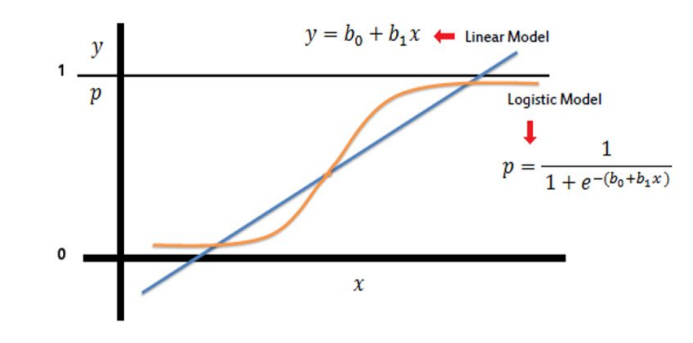 y = b₀ + b₁x Linear Model
y
1
p
Logistic Model
p = 1 / (1 + e^−(b₀+b₁x))
0
x